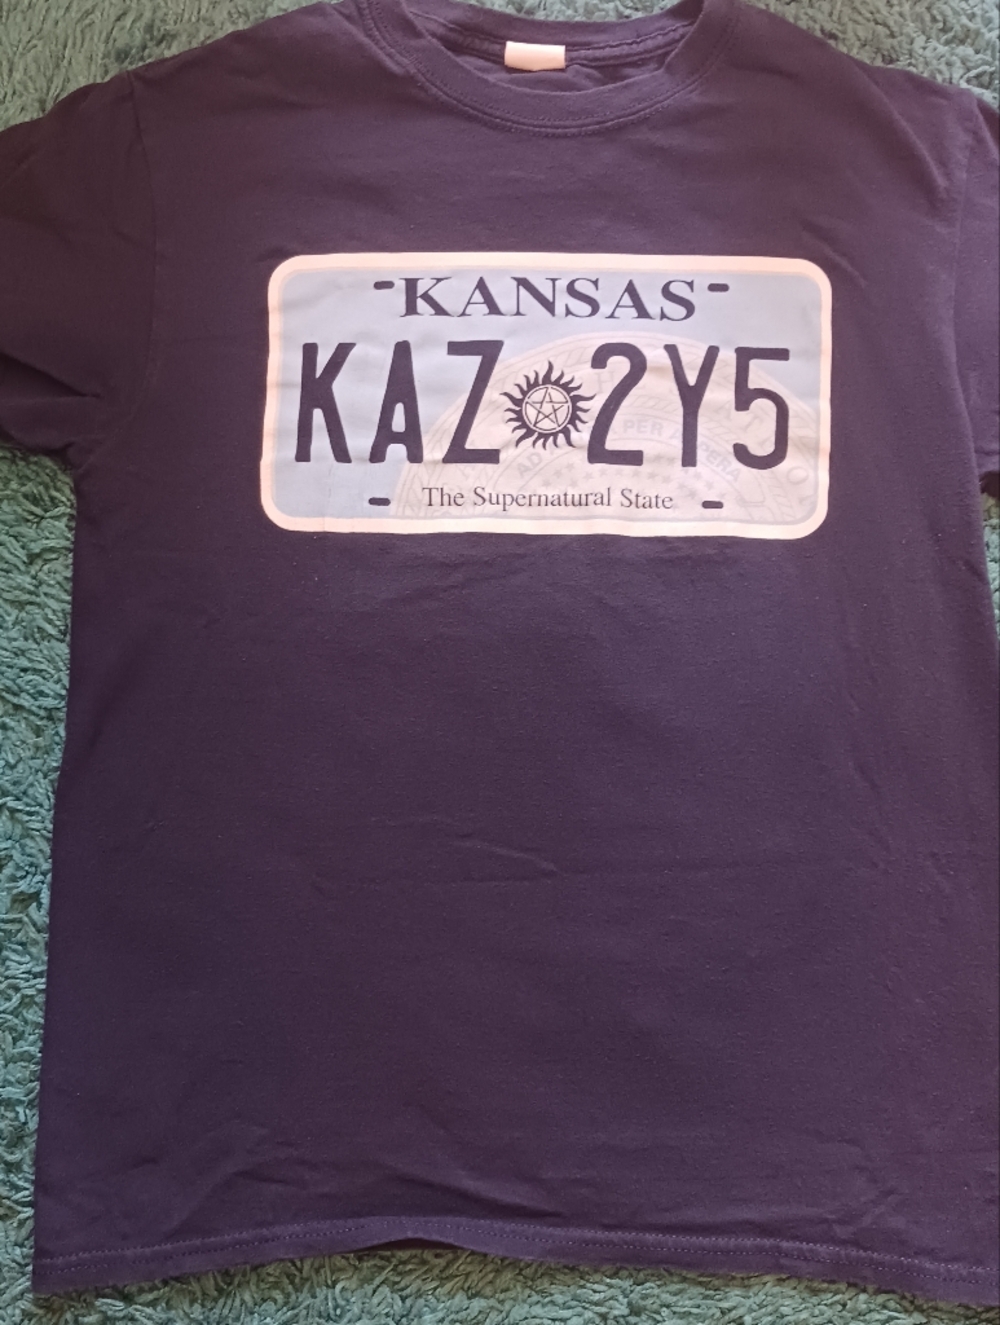 KANSAS
KAZ 2Y5
AD PER ASPERA
The Supernatural State